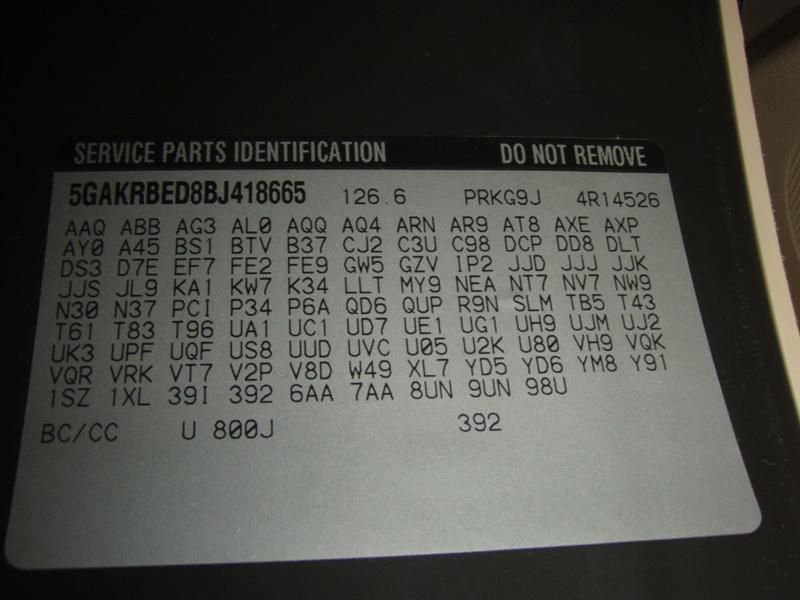 SERVICE PARTS IDENTIFICATION DO NOT REMOVE
5GAKRBED8BJ418665 126.6 PRKG9J 4R14526
AAQ ABB AG3 AL0 AQQ AQ4 ARN AR9 AT8 AXE AXP
AY0 A45 BS1 BTV B37 CJ2 C3U C98 DCP DD8 DLT
DS3 D7E EF7 FE2 FE9 GW5 GZV IP2 JJD JJJ JJK
JJS JL9 KA1 KW7 K34 LLT MY9 NEA NT7 NV7 NW9
N30 N37 PCI P34 P6A QD6 QUP R9N SLM TB5 T43
T61 T83 T96 UA1 UC1 UD7 UE1 UG1 UH9 UJM UJ2
UK3 UPF UQF US8 UUD UVC U05 U2K U80 VH9 VQK
VQR VRK VT7 V2P V8D W49 XL7 YD5 YD6 YM8 Y91
1SZ 1XL 39I 392 6AA 7AA 8UN 9UN 98U
BC/CC U 800J 392